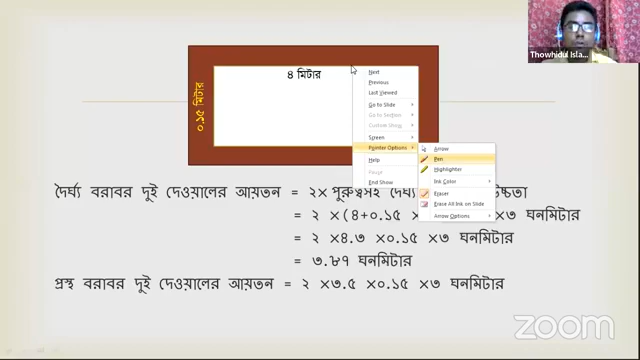 Thowhidul Isla...
৪ মিটার
০.১৫ মিটার
Next
Previous
Last Viewed
Go to Slide
Go to Section
Custom Show
Screen
Pointer Options
Help
Pause
End Show
Arrow
Pen
Highlighter
Ink Color
Eraser
Erase All Ink on Slide
Arrow Options
দৈর্ঘ্য বরাবর দুই দেওয়ালের আয়তন = ২× পুরুত্বসহ দৈর্ঘ্য
= ২ ×(৪+০.১৫ × ×৩ ঘনমিটার
= ২ ×৪.৩ ×০.১৫ ×৩ ঘনমিটার
= ৩.৮৭ ঘনমিটার
প্রস্থ বরাবর দুই দেওয়ালের আয়তন = ২ ×৩.৫ ×০.১৫ ×৩ ঘনমিটার
zoom